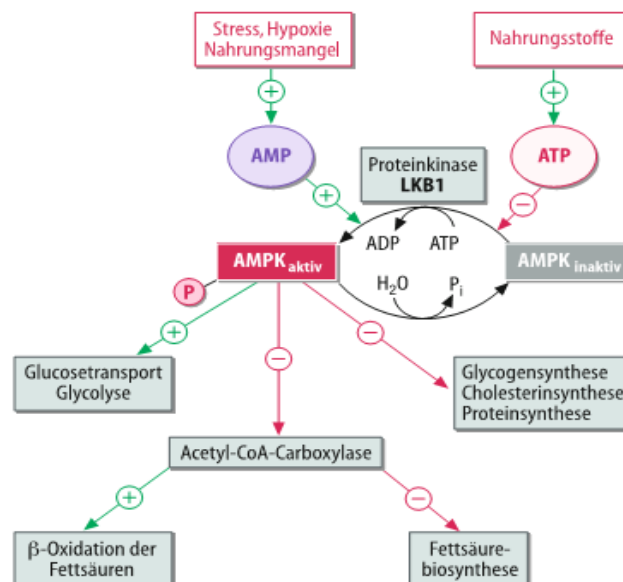 Stress, Hypoxie
Nahrungsmangel
Nahrungsstoffe
+
+
AMP
Proteinkinase
LKB1
ATP
+
−
ADP
ATP
AMPK aktiv
AMPK inaktiv
H₂O
Pᵢ
P
+
−
−
Glucosetransport
Glycolyse
Glycogensynthese
Cholesterinsynthese
Proteinsynthese
Acetyl-CoA-Carboxylase
+
−
β-Oxidation der
Fettsäuren
Fettsäure-
biosynthese